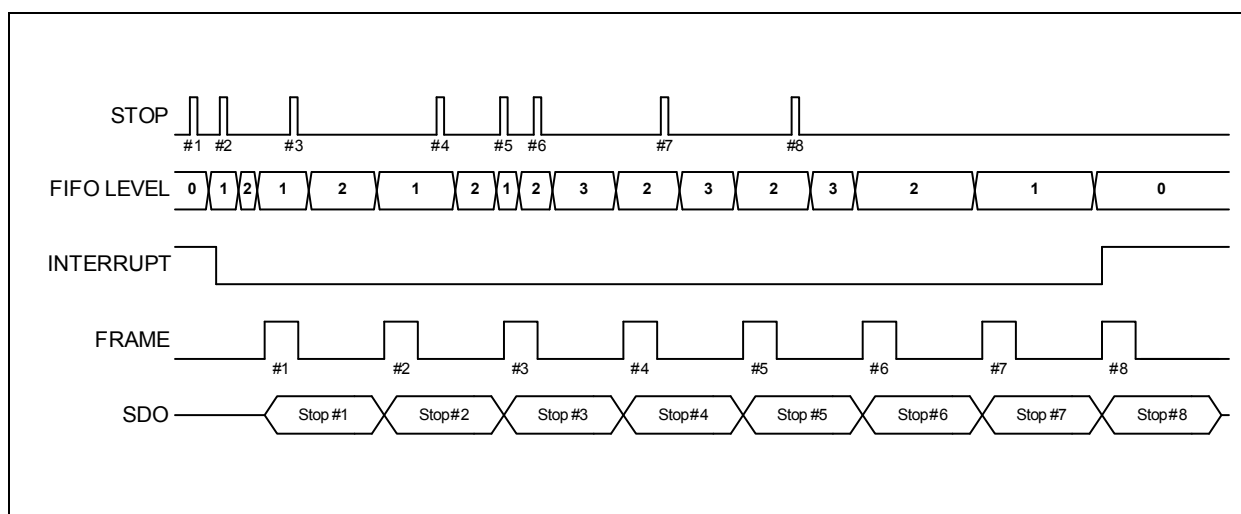 STOP
#1 #2 #3 #4 #5 #6 #7 #8
FIFO LEVEL 0 1 2 1 2 1 2 1 2 3 2 3 2 3 2 1 0
INTERRUPT
FRAME
#1 #2 #3 #4 #5 #6 #7 #8
SDO Stop #1 Stop#2 Stop #3 Stop#4 Stop #5 Stop#6 Stop #7 Stop#8